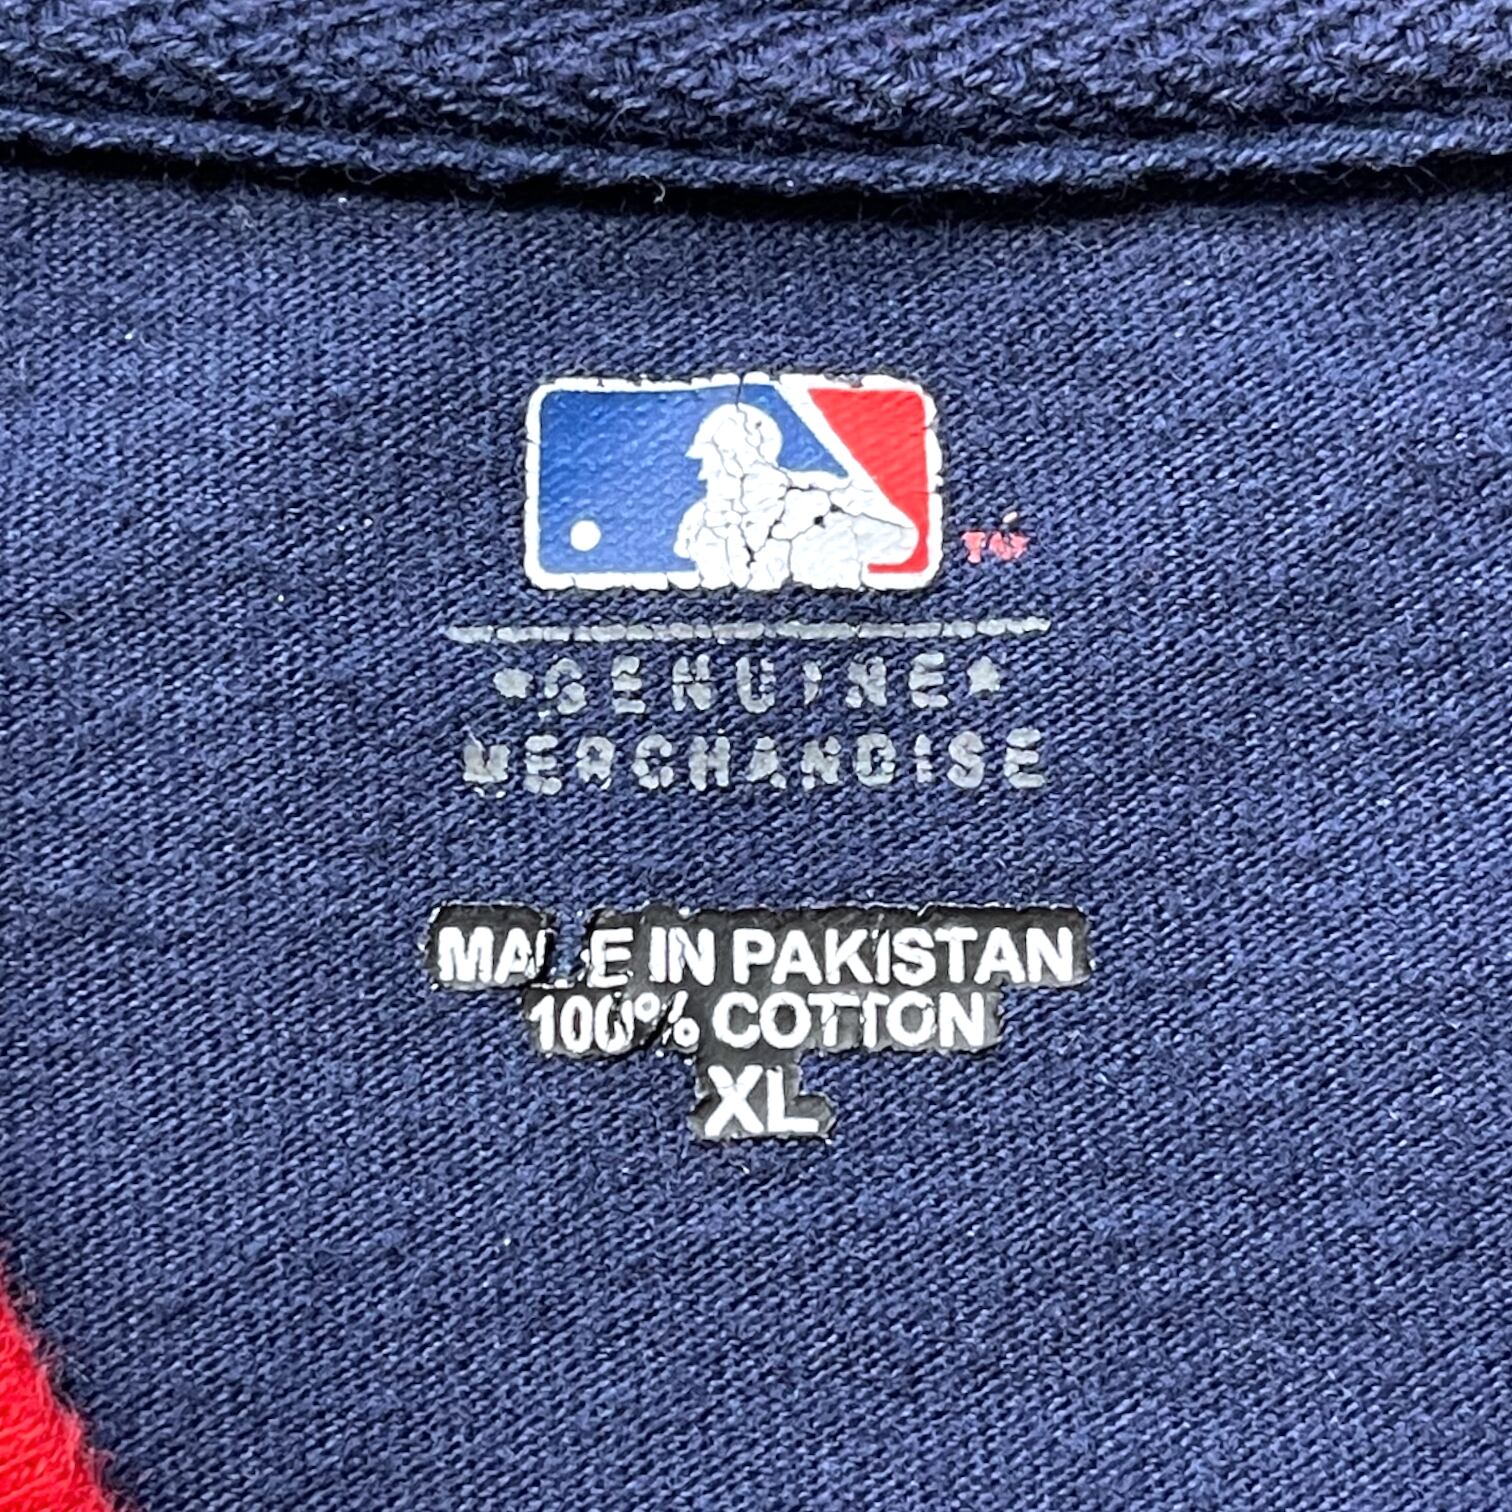 TM
*GENUINE*
MERCHANDISE
MADE IN PAKISTAN
100% COTTON
XL